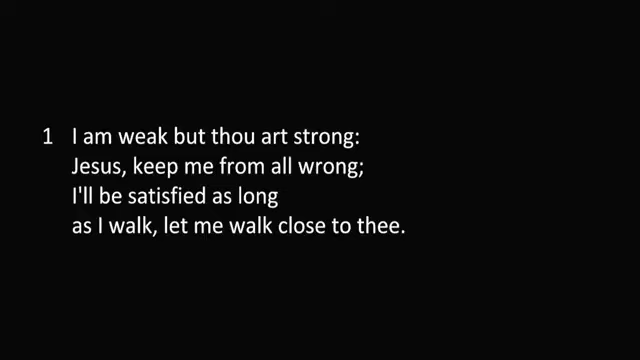 1 I am weak but thou art strong:
Jesus, keep me from all wrong;
I'll be satisfied as long
as I walk, let me walk close to thee.